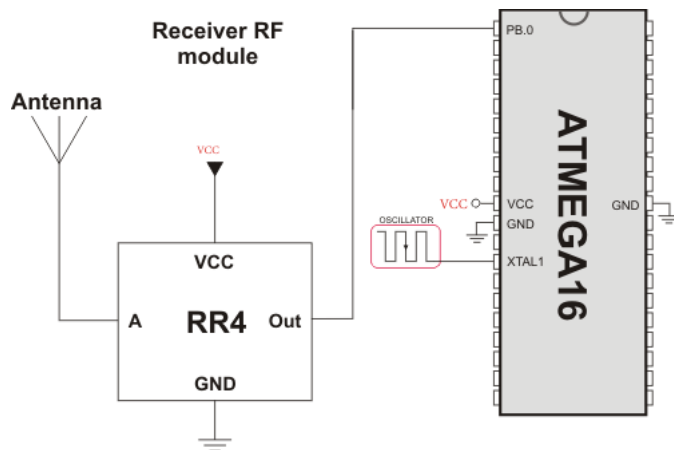 Receiver RF
module
Antenna
VCC
VCC
A
RR4
Out
GND
PB.0
ATMEGA16
VCC
VCC
GND
GND
OSCILLATOR
XTAL1